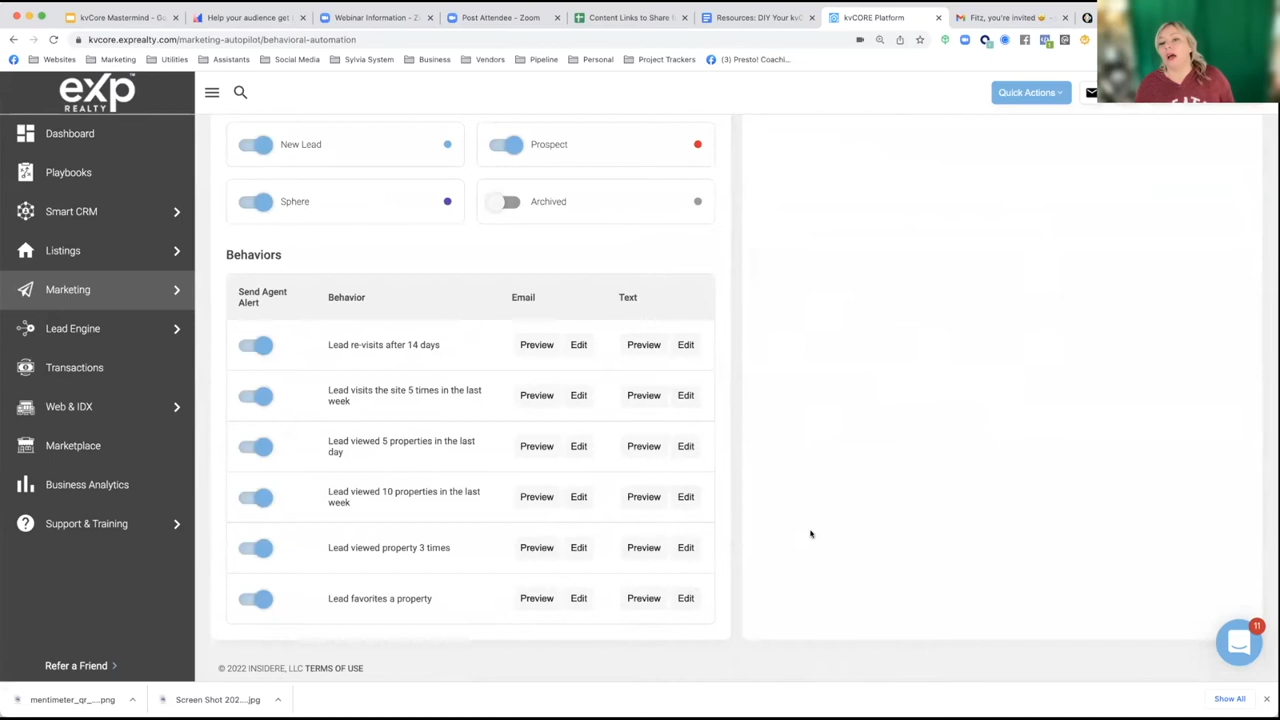 kvCore Mastermind - Go
Help your audience get
Webinar Information - Z
Post Attendee - Zoom
Content Links to Share f
Resources: DIY Your kvC
kvCORE Platform
Fitz, you're invited
kvcore.exprealty.com/marketing-autopilot/behavioral-automation
Websites
Marketing
Utilities
Assistants
Social Media
Sylvia System
Business
Vendors
Pipeline
Personal
Project Trackers
(3) Presto! Coachi...
eXp
REALTY
Quick Actions
Dashboard
Playbooks
Smart CRM
Listings
Marketing
Lead Engine
Transactions
Web & IDX
Marketplace
Business Analytics
Support & Training
Refer a Friend
New Lead
Prospect
Sphere
Archived
Behaviors
Send Agent
Alert
Behavior
Email
Text
Lead re-visits after 14 days
Preview
Edit
Preview
Edit
Lead visits the site 5 times in the last
week
Preview
Edit
Preview
Edit
Lead viewed 5 properties in the last
day
Preview
Edit
Preview
Edit
Lead viewed 10 properties in the last
week
Preview
Edit
Preview
Edit
Lead viewed property 3 times
Preview
Edit
Preview
Edit
Lead favorites a property
Preview
Edit
Preview
Edit
11
© 2022 INSIDERE, LLC TERMS OF USE
mentimeter_qr_....png
Screen Shot 202....jpg
Show All